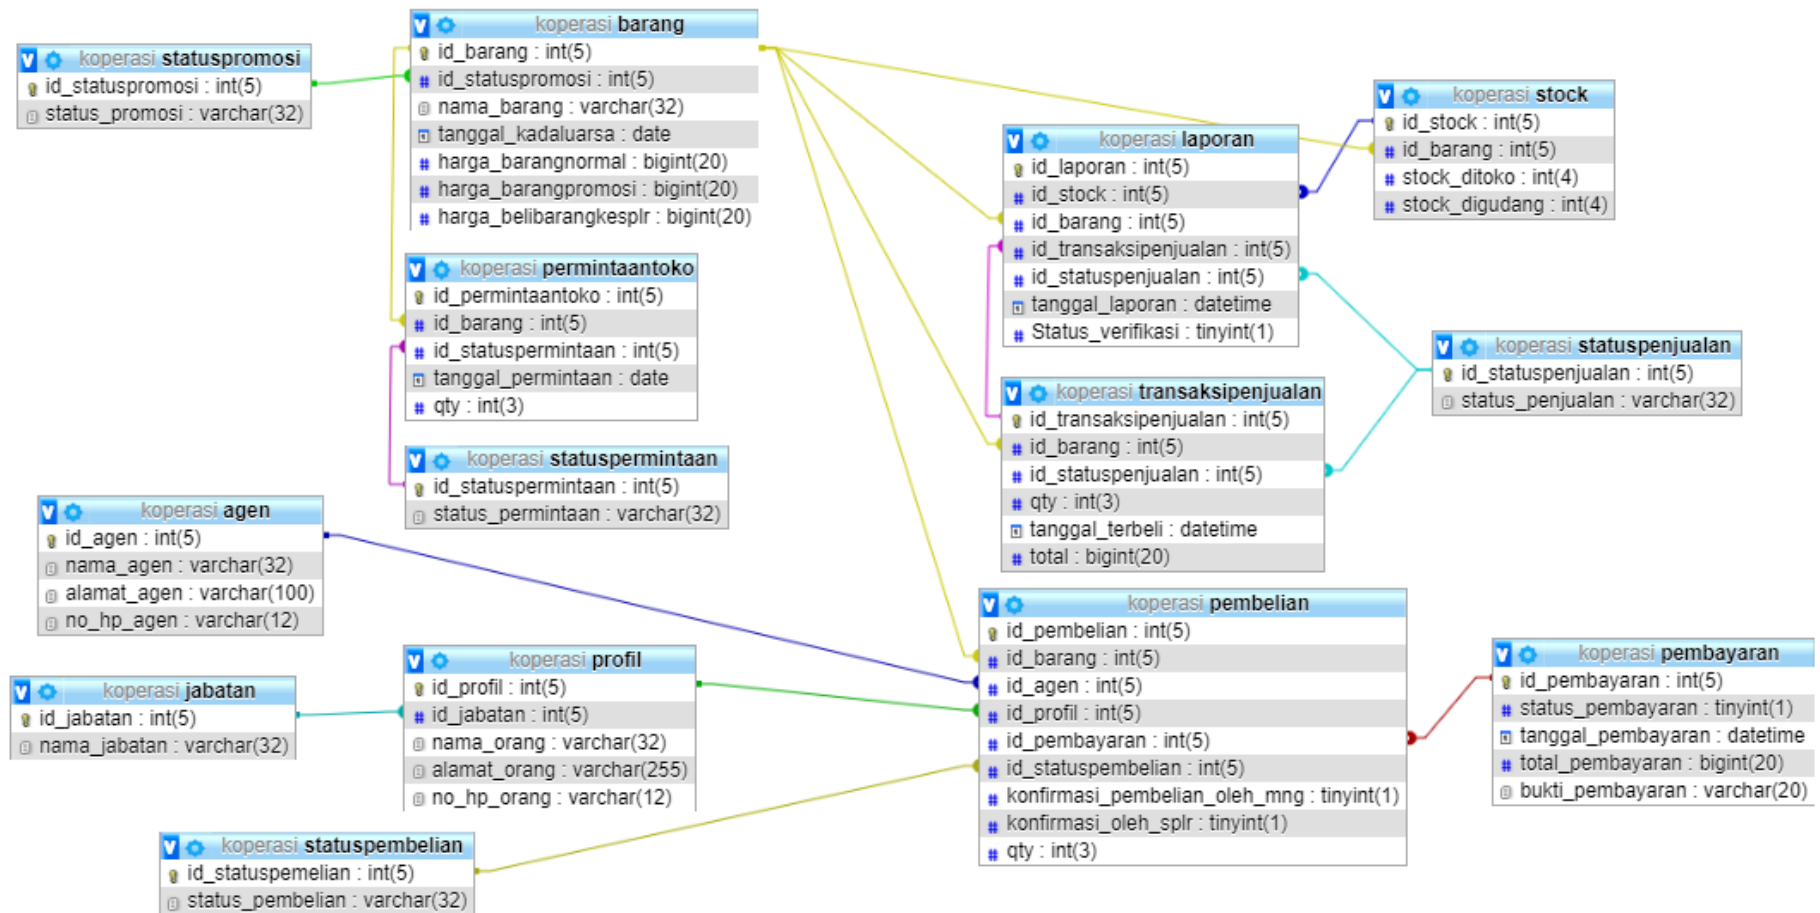 koperasi statuspromosi
id_statuspromosi : int(5)
status_promosi : varchar(32)
koperasi barang
id_barang : int(5)
id_statuspromosi : int(5)
nama_barang : varchar(32)
tanggal_kadaluarsa : date
harga_barangnormal : bigint(20)
harga_barangpromosi : bigint(20)
harga_belibarangkesplr : bigint(20)
koperasi stock
id_stock : int(5)
id_barang : int(5)
stock_ditoko : int(4)
stock_digudang : int(4)
koperasi laporan
id_laporan : int(5)
id_stock : int(5)
id_barang : int(5)
id_transaksipenjualan : int(5)
id_statuspenjualan : int(5)
tanggal_laporan : datetime
Status_verifikasi : tinyint(1)
koperasi permintaantoko
id_permintaantoko : int(5)
id_barang : int(5)
id_statuspermintaan : int(5)
tanggal_permintaan : date
qty : int(3)
koperasi statuspenjualan
id_statuspenjualan : int(5)
status_penjualan : varchar(32)
koperasi transaksipenjualan
id_transaksipenjualan : int(5)
id_barang : int(5)
id_statuspenjualan : int(5)
qty : int(3)
tanggal_terbeli : datetime
total : bigint(20)
koperasi statuspermintaan
id_statuspermintaan : int(5)
status_permintaan : varchar(32)
koperasi agen
id_agen : int(5)
nama_agen : varchar(32)
alamat_agen : varchar(100)
no_hp_agen : varchar(12)
koperasi pembelian
id_pembelian : int(5)
id_barang : int(5)
id_agen : int(5)
id_profil : int(5)
id_pembayaran : int(5)
id_statuspembelian : int(5)
konfirmasi_pembelian_oleh_mng : tinyint(1)
konfirmasi_oleh_splr : tinyint(1)
qty : int(3)
koperasi pembayaran
id_pembayaran : int(5)
status_pembayaran : tinyint(1)
tanggal_pembayaran : datetime
total_pembayaran : bigint(20)
bukti_pembayaran : varchar(20)
koperasi profil
id_profil : int(5)
id_jabatan : int(5)
nama_orang : varchar(32)
alamat_orang : varchar(255)
no_hp_orang : varchar(12)
koperasi jabatan
id_jabatan : int(5)
nama_jabatan : varchar(32)
koperasi statuspembelian
id_statuspemelian : int(5)
status_pembelian : varchar(32)